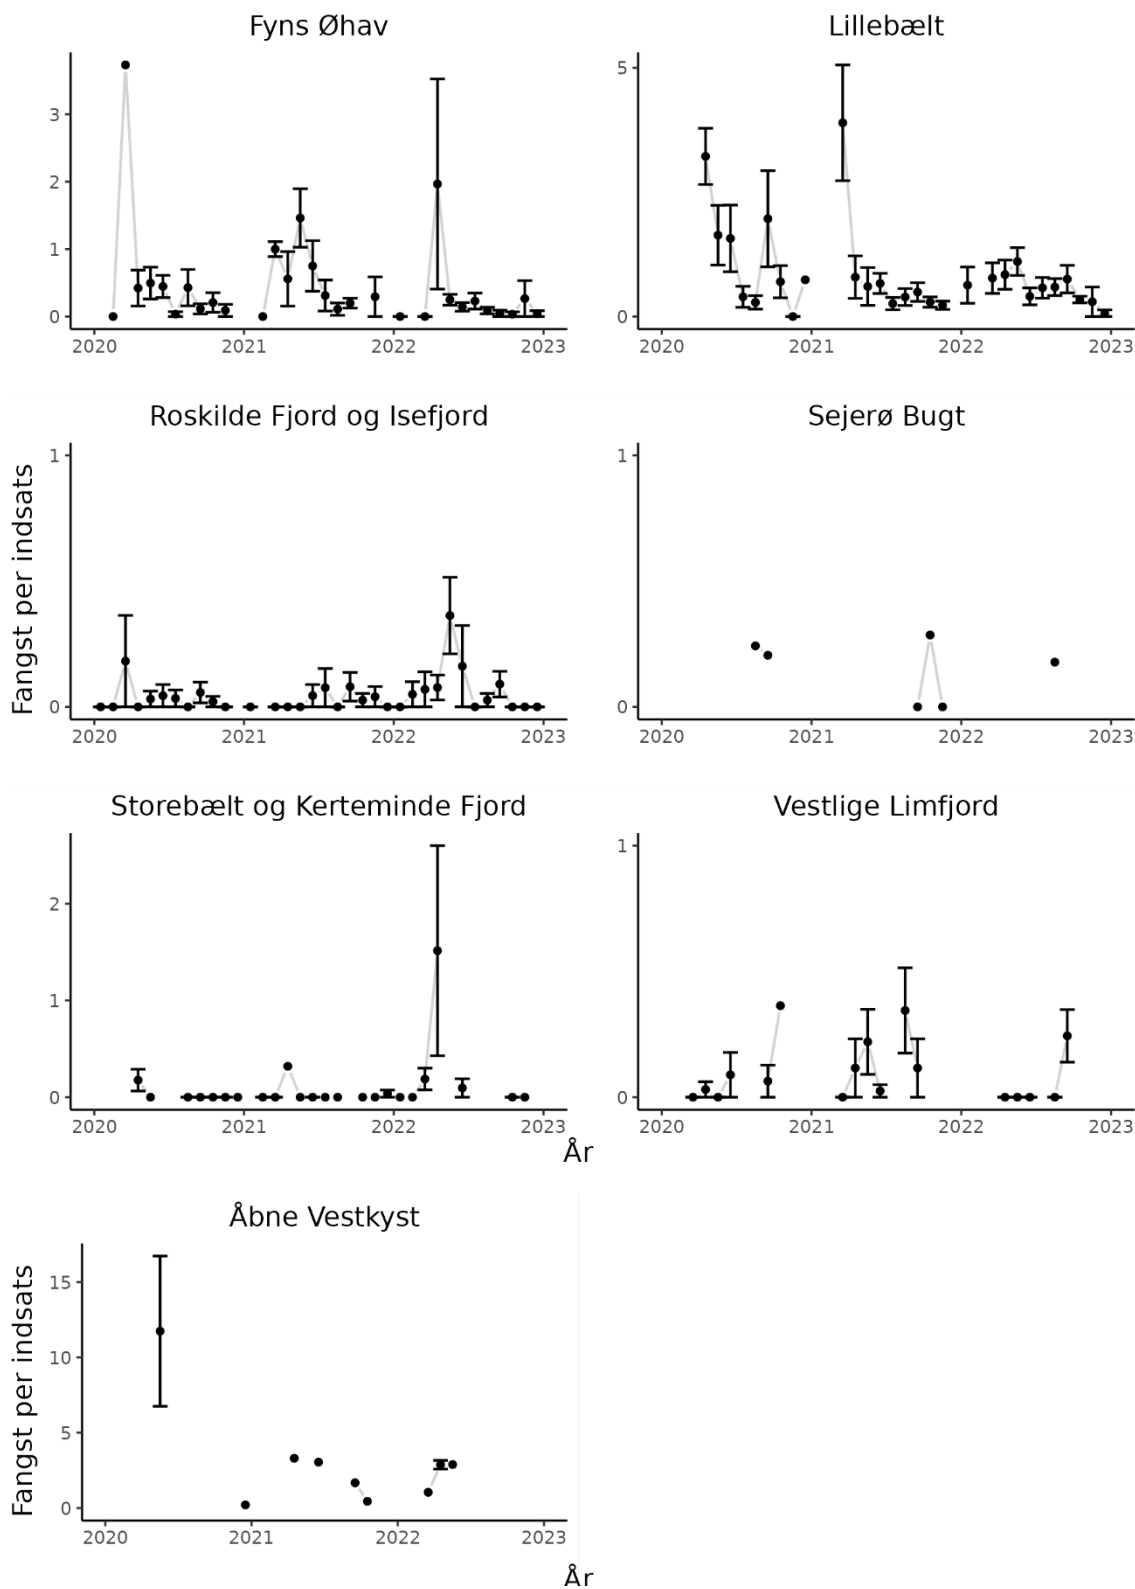 Fyns Øhav
Lillebælt
3
2
1
0
5
0
2020 2021 2022 2023
2020 2021 2022 2023
Roskilde Fjord og Isefjord
Sejerø Bugt
Fangst per indsats
1
0
1
0
2020 2021 2022 2023
2020 2021 2022 2023
Storebælt og Kerteminde Fjord
Vestlige Limfjord
2
1
0
1
0
2020 2021 2022 2023
2020 2021 2022 2023
År
Åbne Vestkyst
Fangst per indsats
15
10
5
0
2020 2021 2022 2023
År